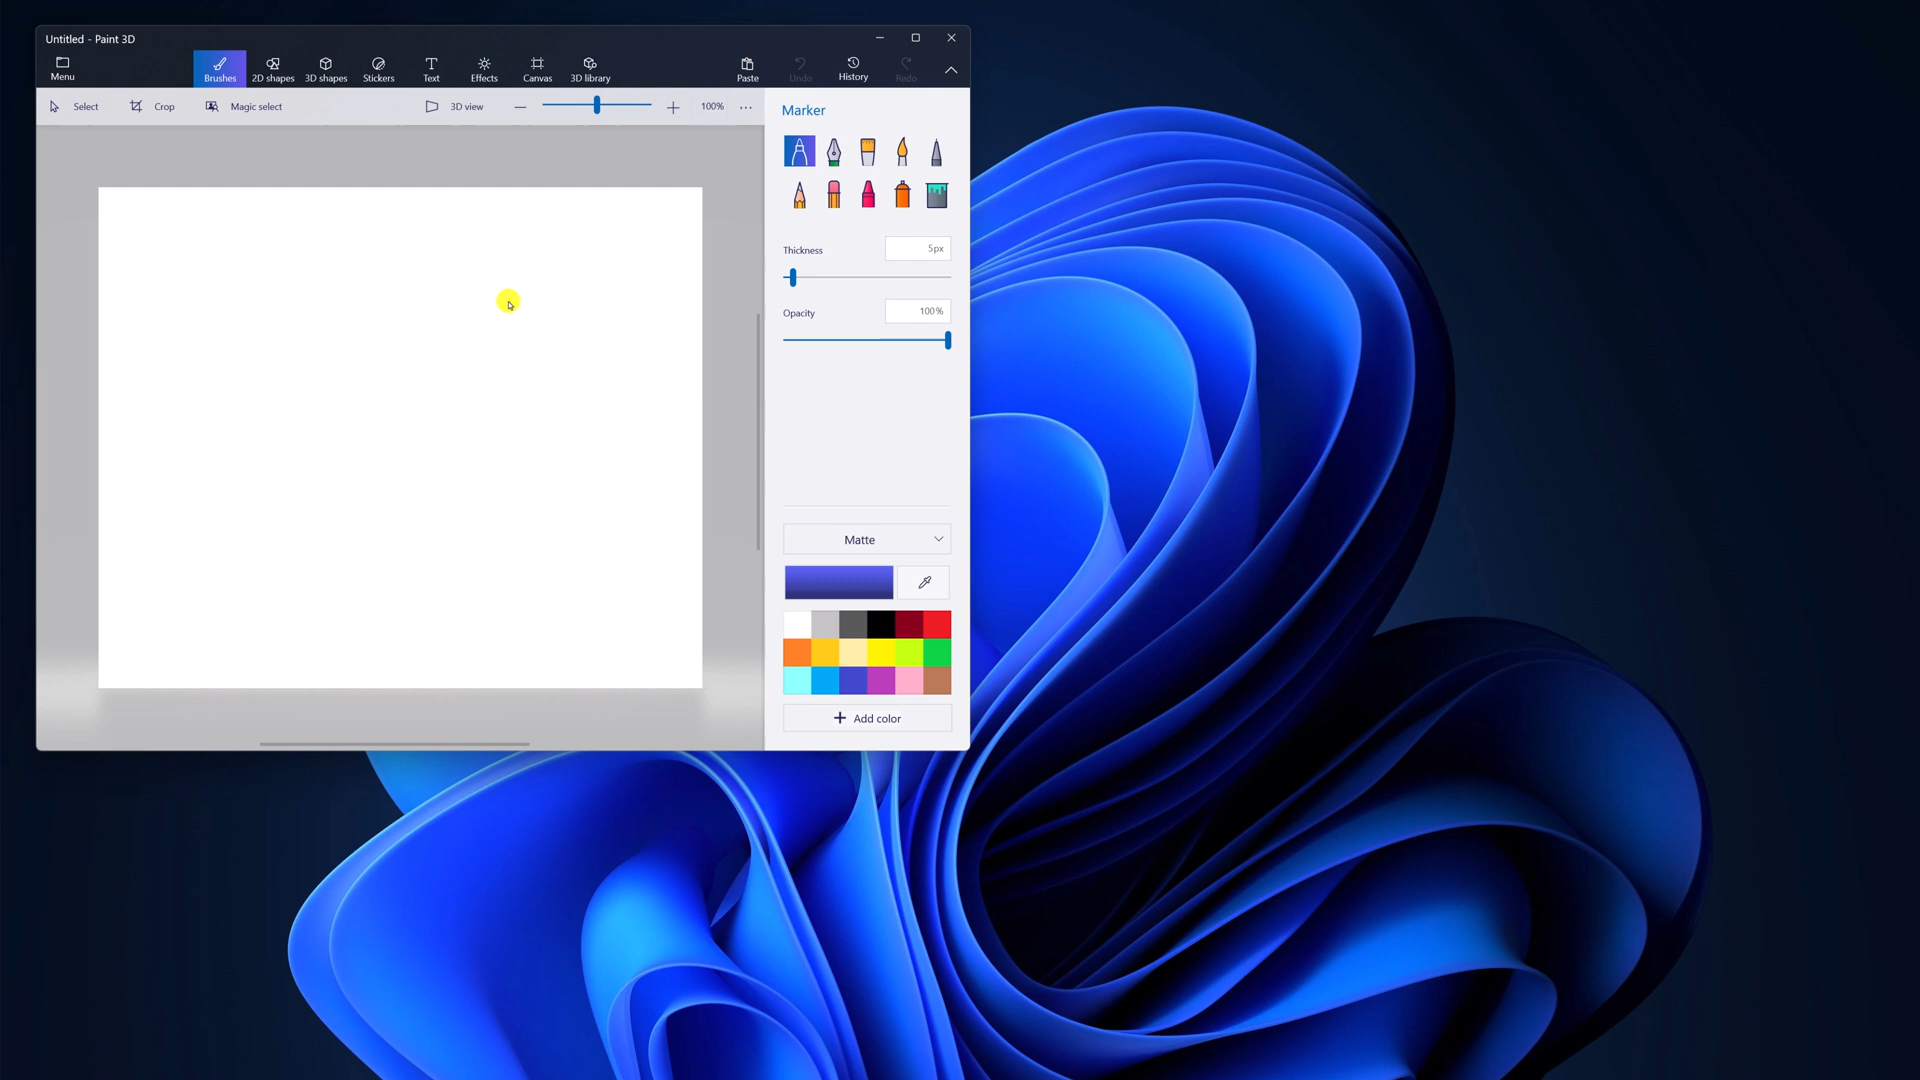 Untitled - Paint 3D
Menu
Brushes
2D shapes
3D shapes
Stickers
Text
Effects
Canvas
3D library
Paste
Undo
History
Redo
Select
Crop
Magic select
3D view
100%
Marker
Thickness
5px
Opacity
100%
Matte
Add color